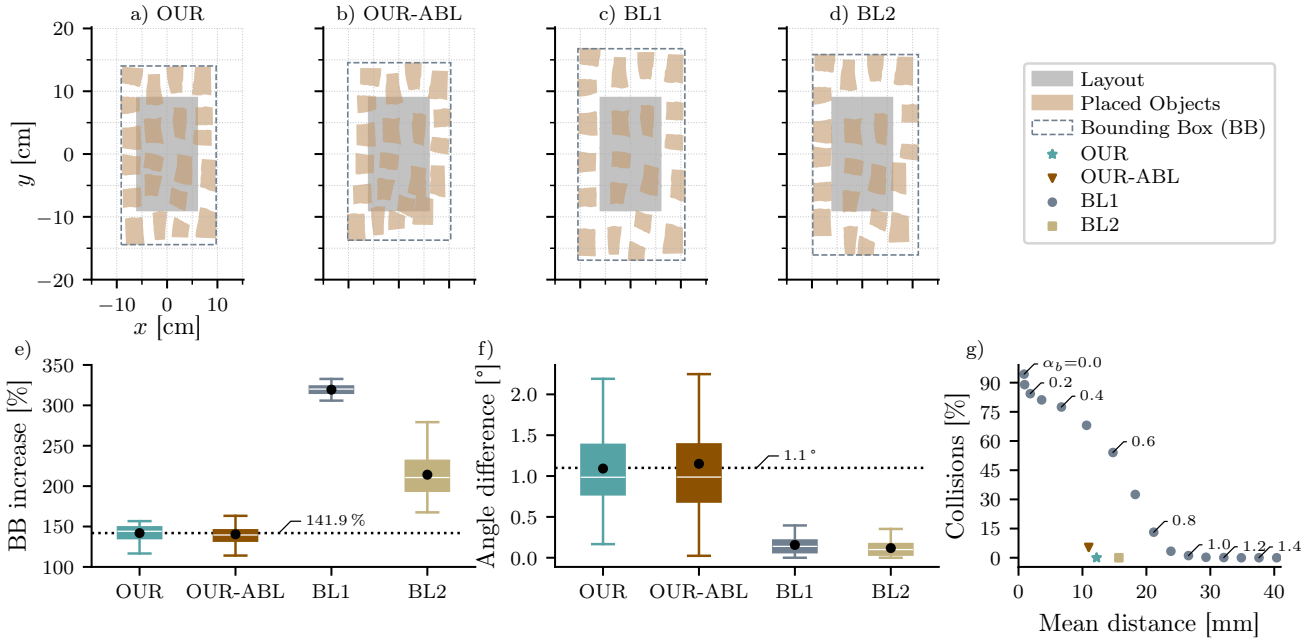 a) OUR
b) OUR-ABL
c) BL1
d) BL2
20
10
0
−10
−20
y [cm]
−10 0 10
x [cm]
Layout
Placed Objects
Bounding Box (BB)
OUR
OUR-ABL
BL1
BL2
e)
BB increase [%]
350
300
250
200
150
100
141.9 %
OUR OUR-ABL BL1 BL2
f)
Angle difference [°]
2.0
1.5
1.0
0.5
0.0
1.1 °
OUR OUR-ABL BL1 BL2
g)
Collisions [%]
90
75
60
45
30
15
0
α_b=0.0
0.2
0.4
0.6
0.8
1.0
1.2
1.4
0 10 20 30 40
Mean distance [mm]